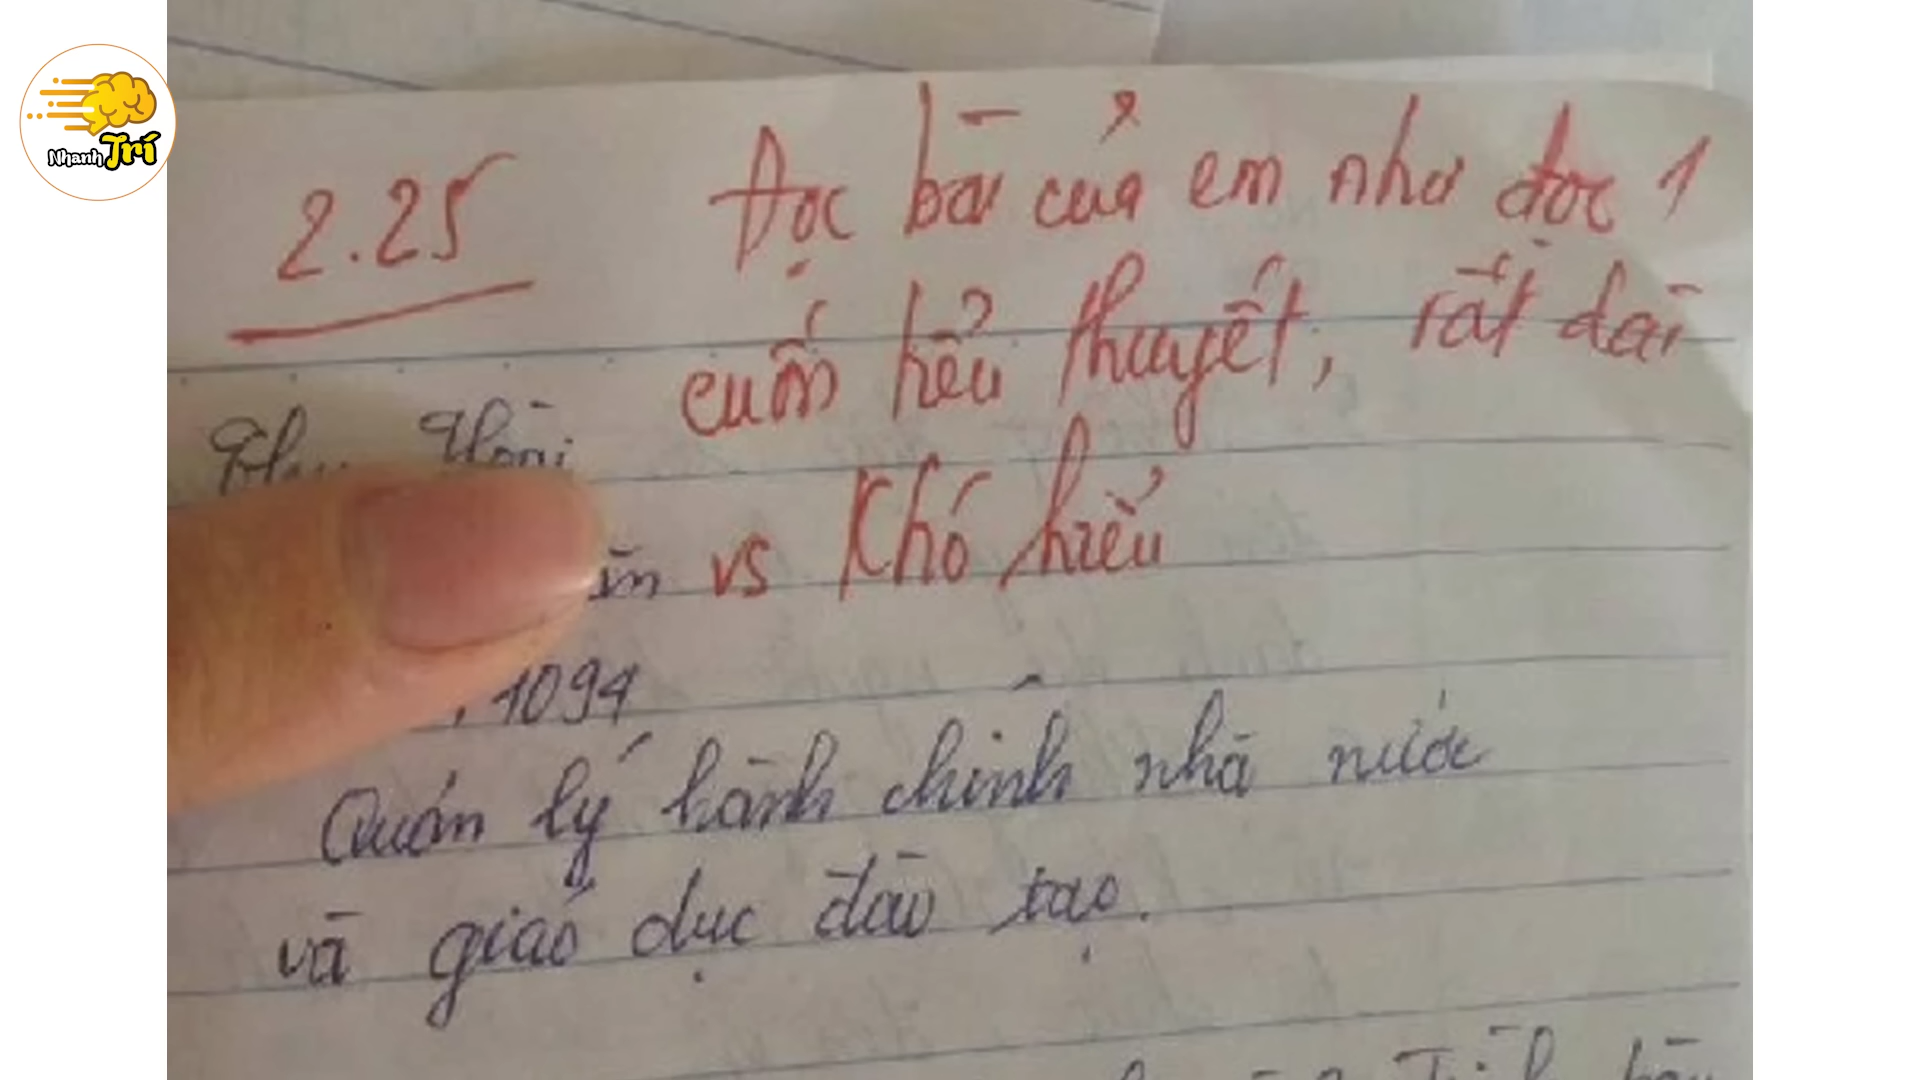 Nhanh Trí
2.25
Đọc bài của em như đọc 1
cuốn tiểu thuyết, rất dài
Hoài
vs khó hiểu
1094
Quản lý hành chính nhà nước
và giáo dục đào tạo.